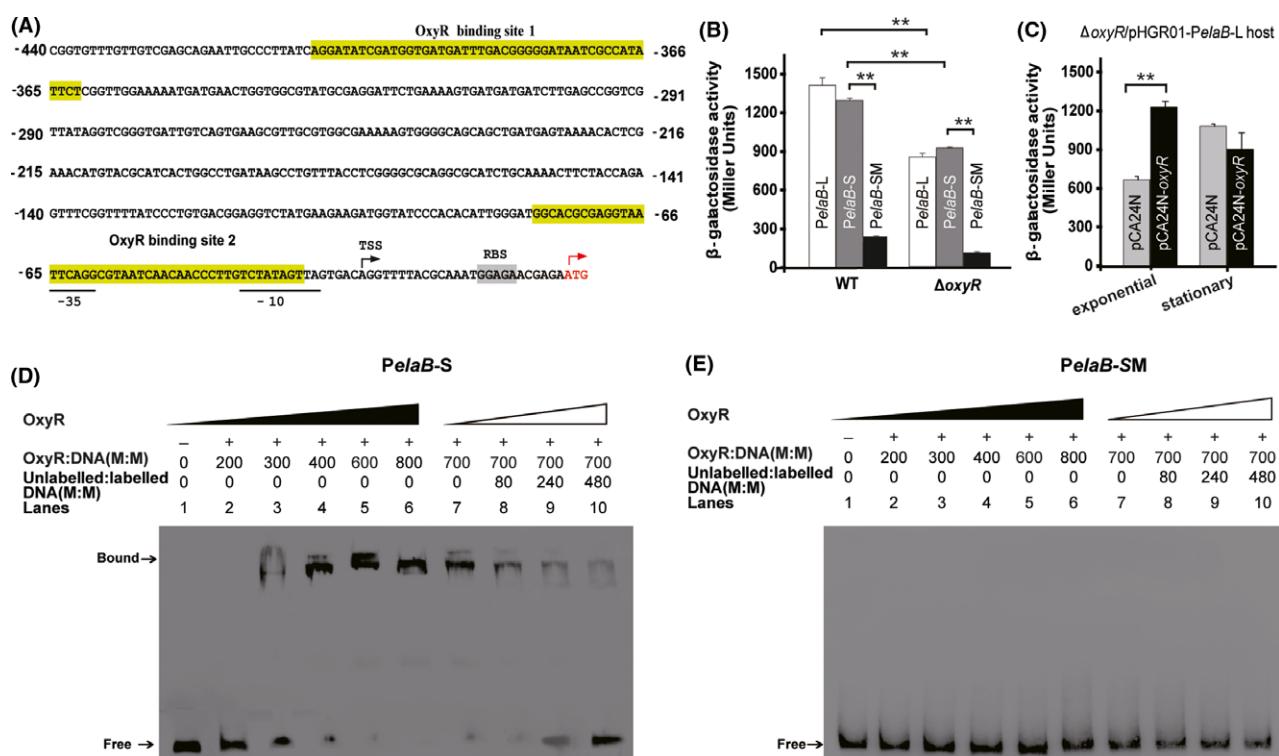 (A)
OxyR binding site 1
-440 CGGTGTTTGTTGTCGAGCAGAATTGCCCTTATCAGGATATCGATGGTGATGATTTGACGGGGGATAATCGCCATA -366
-365 TTCTCGGTTGGAAAAATGATGAACTGGTGGCGTATGCGAGGATTCTGAAAAGTGATGATGATCTTGAGCCGGTCG -291
-290 TTATAGGTCGGGTGATTGTCAGTGAAGCGTTGCGTGGCGAAAAAGTGGGGCAGCAGCTGATGAGTAAAACACTCG -216
-215 AAACATGTACGCATCACTGGCCTGATAAGCCTGTTTACCTCGGGGCGCAGGCGCATCTGCAAAACTTCTACCAGA -141
-140 GTTTCGGTTTTATCCCTGTGACGGAGGTCTATGAAGAAGATGGTATCCCACACATTGGGATGGCACGCGAGGTAA -66
OxyR binding site 2 TSS RBS
-65 TTCAGGCGTAATCAACAACCCTTGTCTATAGTTAGTGACAGGTTTTACGCAAATGGAGAACGAGAATG
-35 -10
(B)
β-galactosidase activity (Miller Units)
1500
1200
900
600
300
0
** ** ** **
PelaB-L PelaB-S PelaB-SM PelaB-L PelaB-S PelaB-SM
WT ΔoxyR
(C)
ΔoxyR/pHGR01-PelaB-L host
β-galactosidase activity (Miller Units)
1500
1200
900
600
300
0
**
pCA24N pCA24N-oxyR pCA24N pCA24N-oxyR
exponential stationary
(D)
PelaB-S
OxyR
– + + + + + + + + +
OxyR:DNA(M:M) 0 200 300 400 600 800 700 700 700 700
Unlabelled:labelled DNA(M:M) 0 0 0 0 0 0 0 80 240 480
Lanes 1 2 3 4 5 6 7 8 9 10
Bound
Free
(E)
PelaB-SM
OxyR
– + + + + + + + + +
OxyR:DNA(M:M) 0 200 300 400 600 800 700 700 700 700
Unlabelled:labelled DNA(M:M) 0 0 0 0 0 0 0 80 240 480
Lanes 1 2 3 4 5 6 7 8 9 10
Free